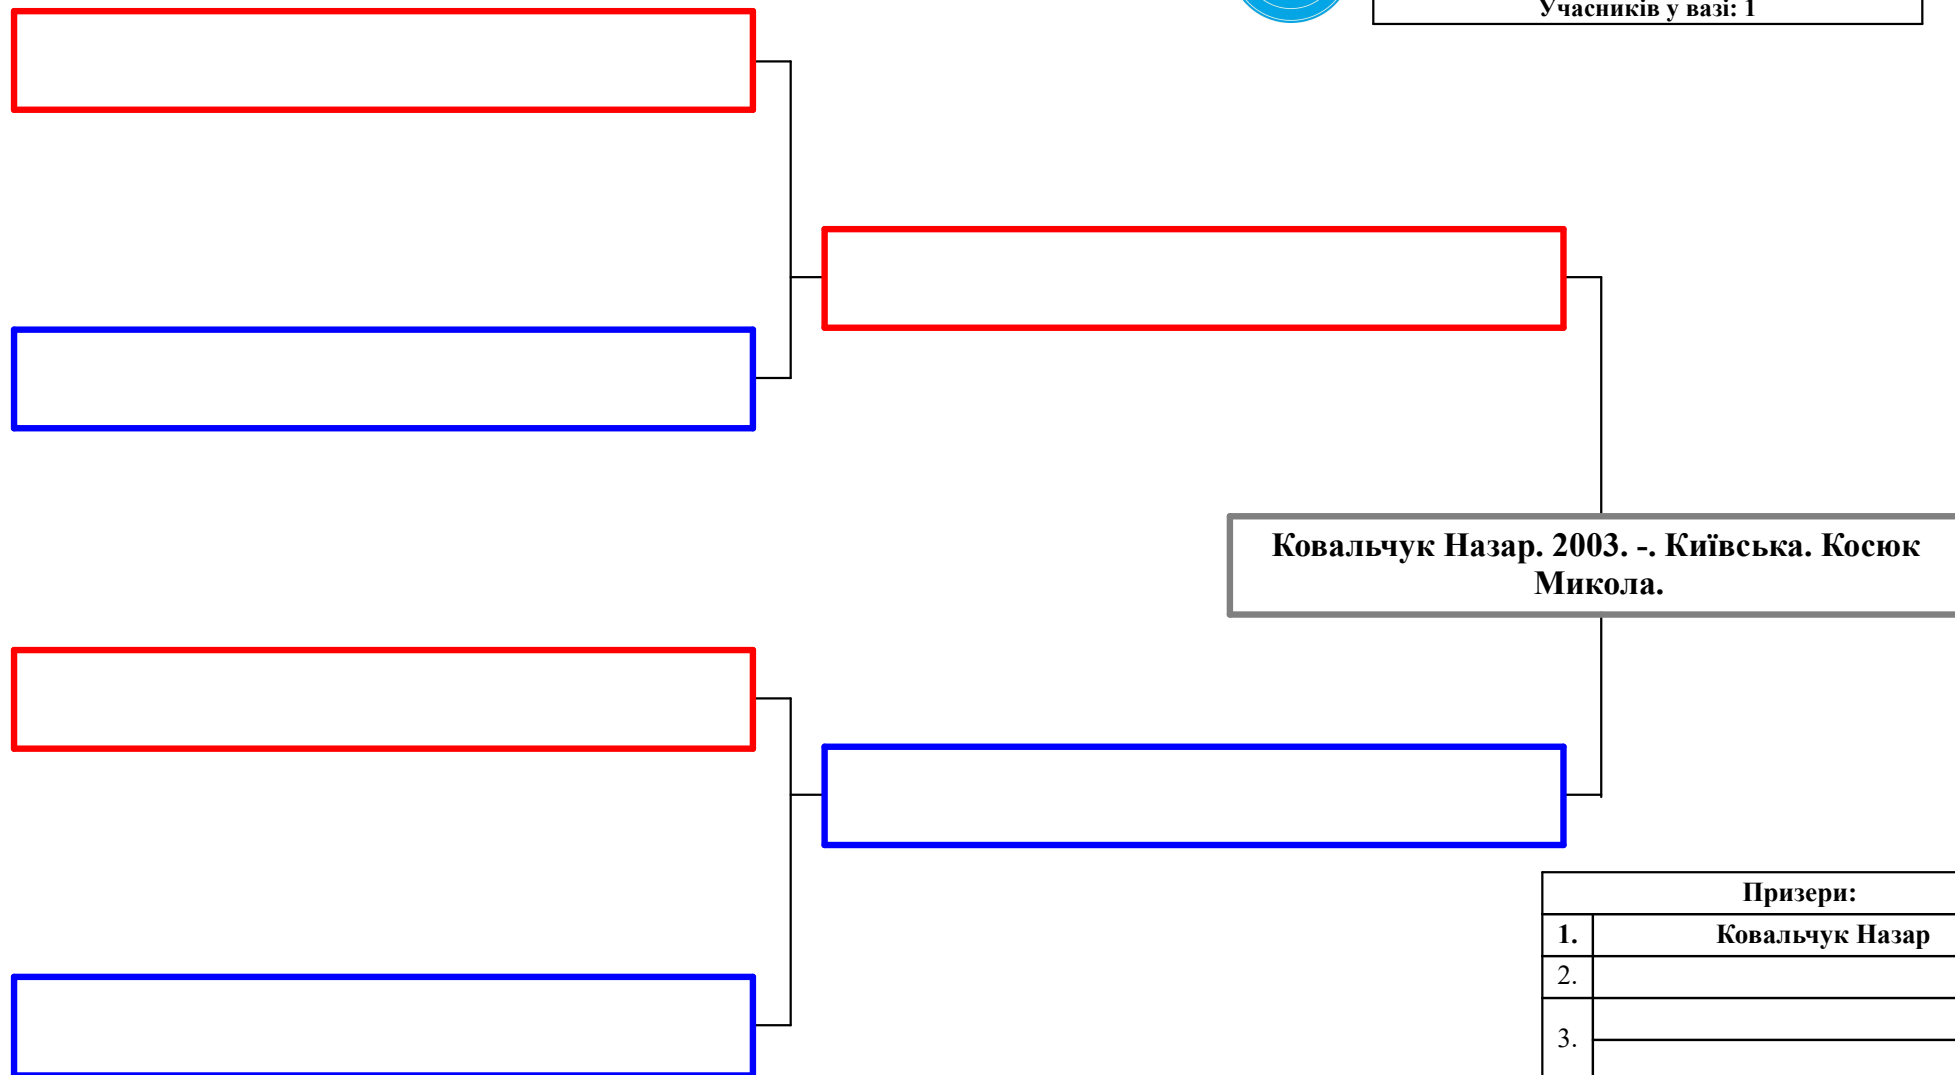 Учасників у вазі: 1
Ковальчук Назар. 2003. -. Київська. Косюк
Микола.
Призери:
1. Ковальчук Назар
2.
3.